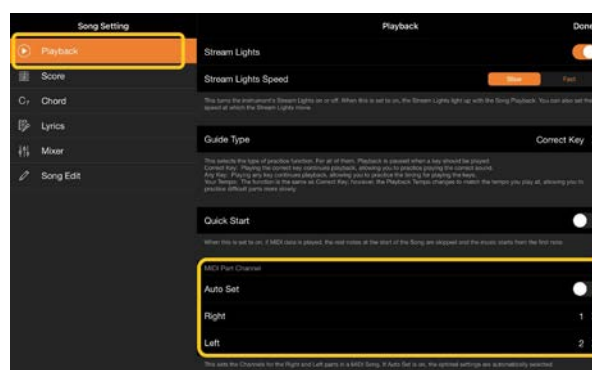 Song Setting
Playback
Score
Chord
Lyrics
Mixer
Song Edit
Playback
Done
Stream Lights
Stream Lights Speed
Slow
Fast
This turns the instrument's Stream Lights on or off. When this is set to on, the Stream Lights light up with the Song Playback. You can also set the
speed at which the Stream Lights move.
Guide Type
Correct Key
This selects the type of practice function. For all of them, Playback is paused when a key should be played.
Correct Key: Playing the correct key continues playback, allowing you to practice playing the correct sound.
Any Key: Playing any key continues playback, allowing you to practice the timing for playing the keys.
Your Tempo: The function is the same as Correct Key; however, the Playback Tempo changes to match the tempo you play at, allowing you to
practice difficult parts more slowly.
Quick Start
When this is set to on, if MIDI data is played, the rest notes at the start of the Song are skipped and the music starts from the first note.
MIDI Part Channel
Auto Set
Right
1
Left
2
This sets the Channels for the Right and Left parts in a MIDI Song. If Auto Set is on, the optimal settings are automatically selected.